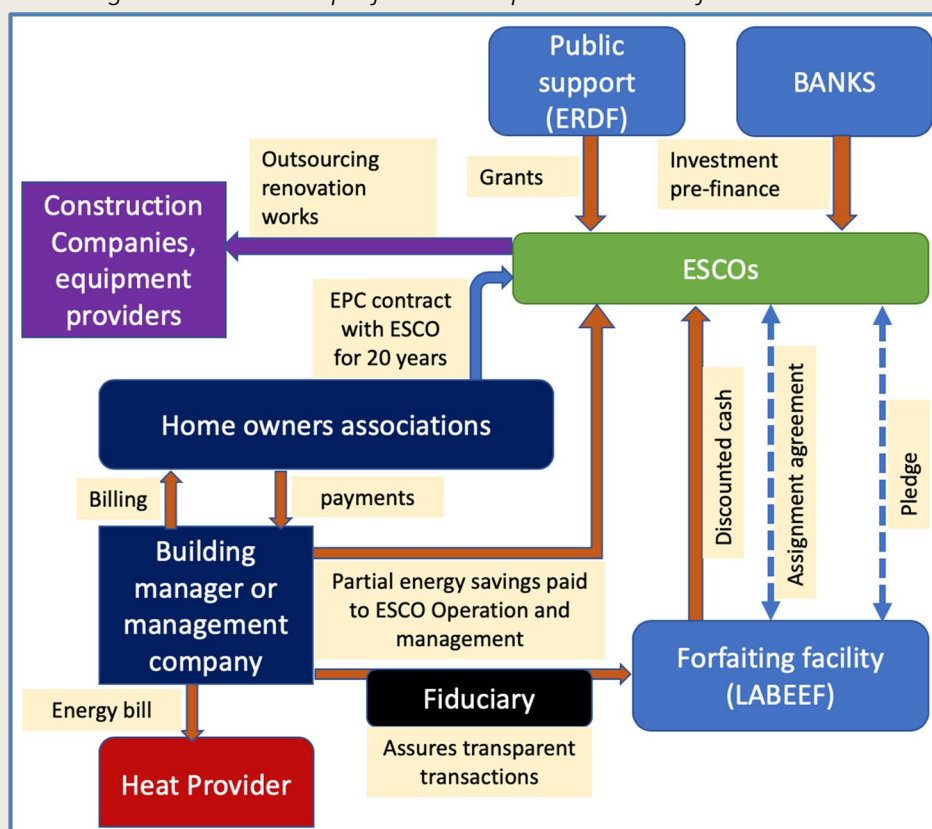 Public
support
(ERDF)
BANKS
Outsourcing
renovation
works
Grants
Investment
pre-finance
Construction
Companies,
equipment
providers
ESCOs
EPC contract
with ESCO
for 20 years
Home owners associations
Discounted cash
Assignment agreement
Pledge
Billing
payments
Building
manager or
management
company
Partial energy savings paid
to ESCO Operation and
management
Forfaiting facility
(LABEEF)
Energy bill
Fiduciary
Assures transparent
transactions
Heat Provider